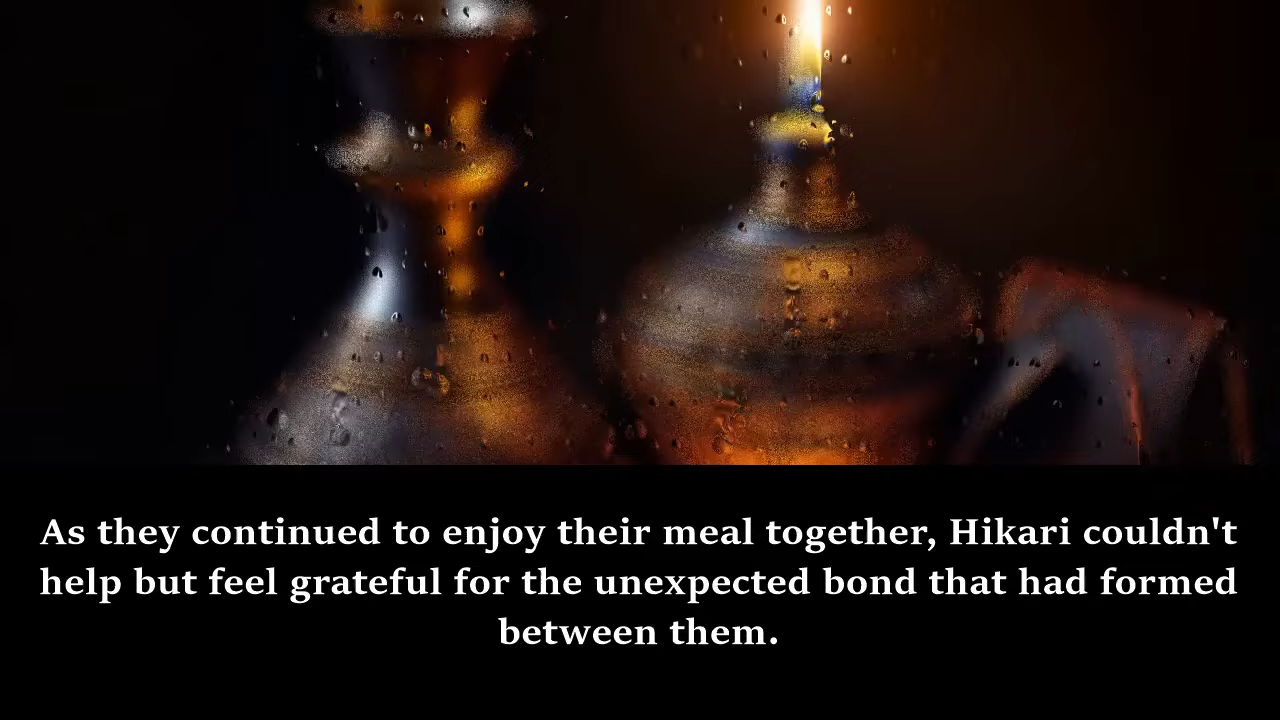 As they continued to enjoy their meal together, Hikari couldn't
help but feel grateful for the unexpected bond that had formed
between them.